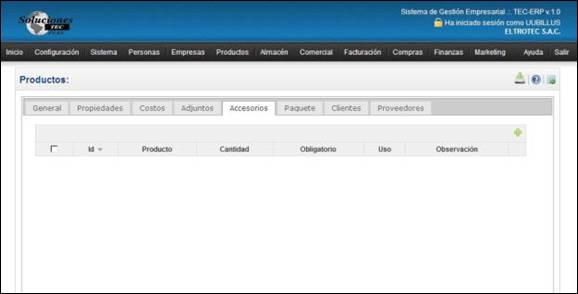 Soluciones
TEC
Sistema de Gestión Empresarial .:. TEC-ERP v.1.0
Ha iniciado sesión como UUBILLUS
ELTROTEC S.A.C.
Inicio Configuración Sistema Personas Empresas Productos Almacén Comercial Facturación Compras Finanzas Marketing Ayuda Salir
Productos:
General Propiedades Costos Adjuntos Accesorios Paquete Clientes Proveedores
Id Producto Cantidad Obligatorio Uso Observación